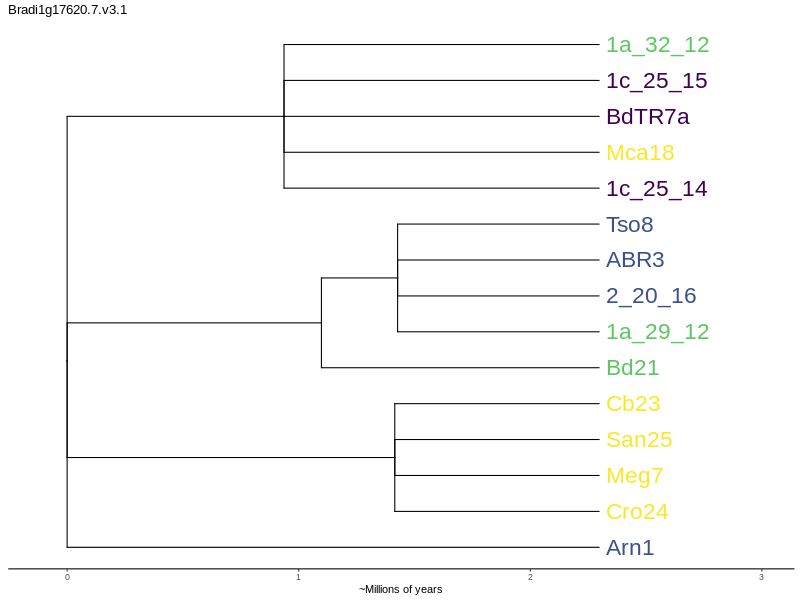 Bradi1g17620.7.v3.1
1a_32_12
1c_25_15
BdTR7a
Mca18
1c_25_14
Tso8
ABR3
2_20_16
1a_29_12
Bd21
Cb23
San25
Meg7
Cro24
Arn1
0 1 2 3
~Millions of years